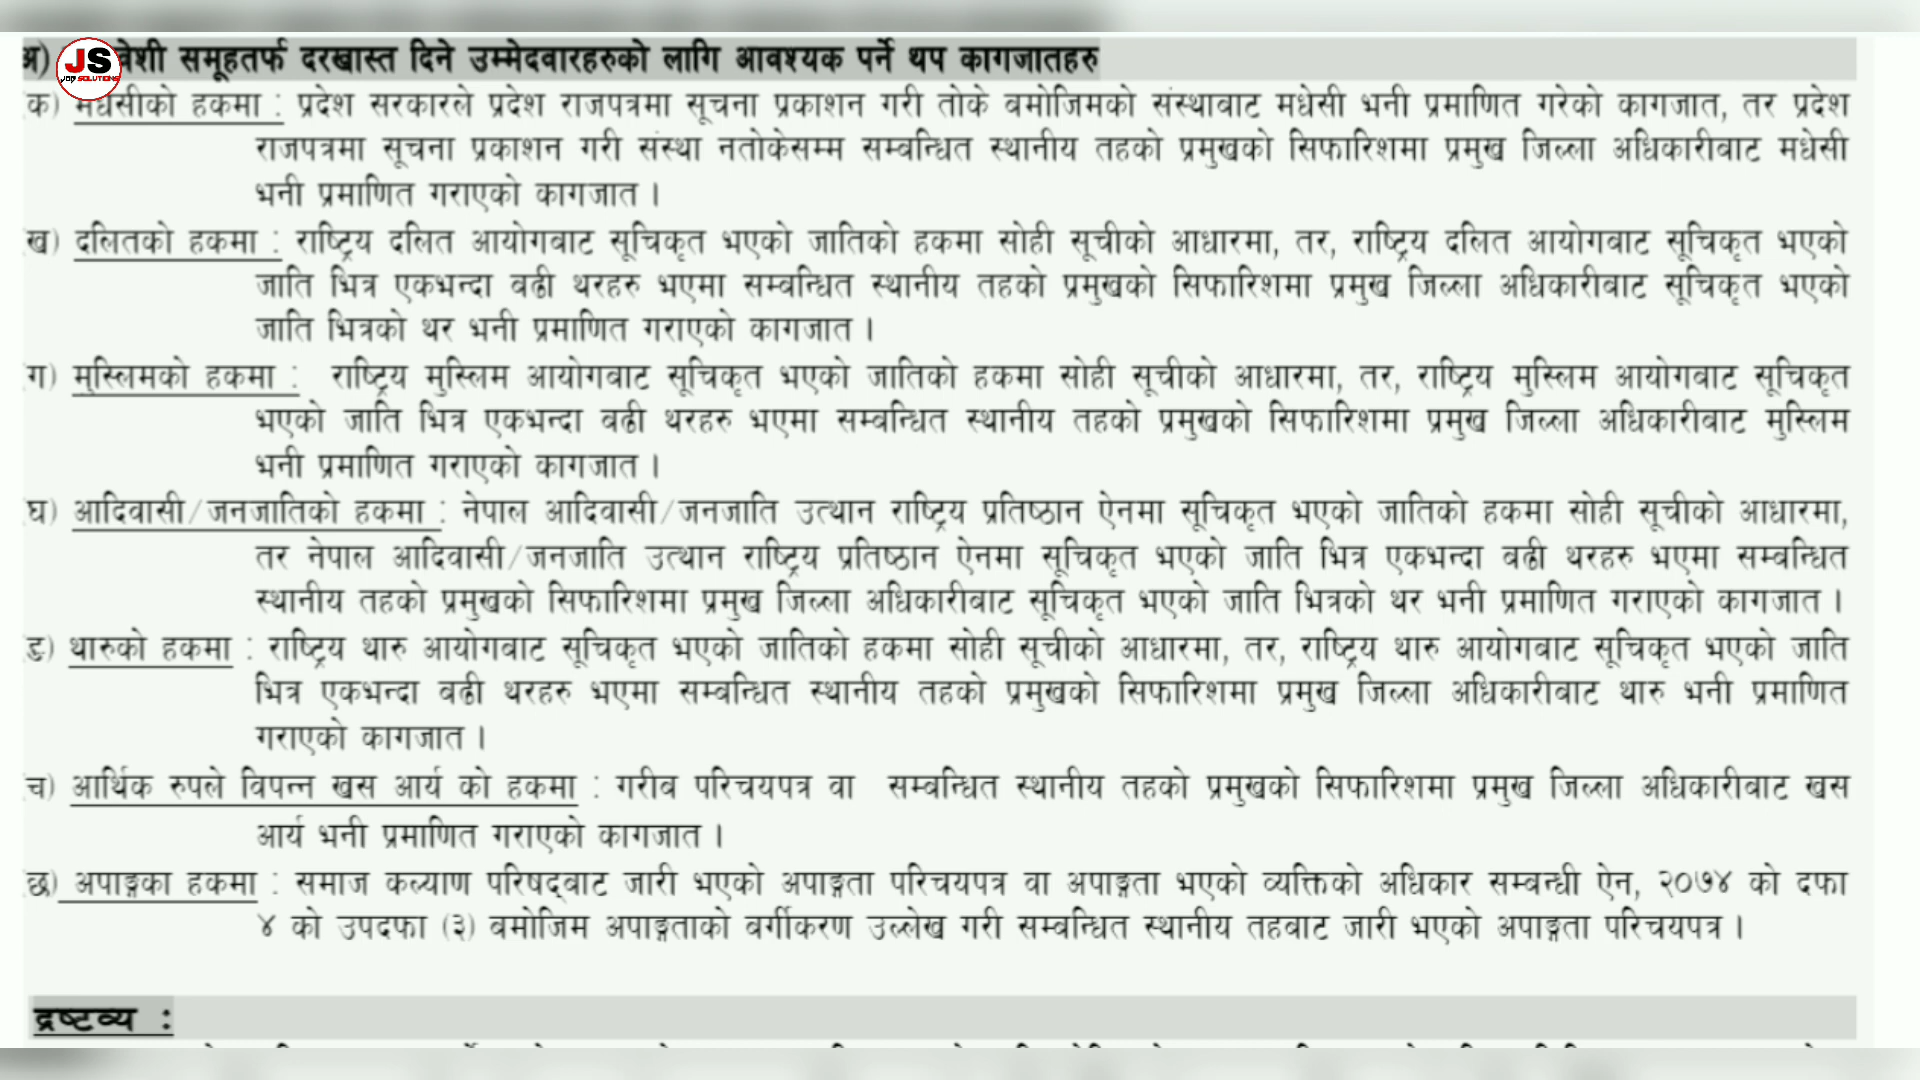 अ) वेशी समूहतर्फ दरखास्त दिने उम्मेदवारहरुको लागि आवश्यक पर्ने थप कागजातहरु
JS
JOB SOLUTIONS
क) मधेसीको हकमा : प्रदेश सरकारले प्रदेश राजपत्रमा सूचना प्रकाशन गरी तोके बमोजिमको संस्थाबाट मधेसी भनी प्रमाणित गरेको कागजात, तर प्रदेश
राजपत्रमा सूचना प्रकाशन गरी संस्था नतोकेसम्म सम्बन्धित स्थानीय तहको प्रमुखको सिफारिशमा प्रमुख जिल्ला अधिकारीबाट मधेसी
भनी प्रमाणित गराएको कागजात ।
ख) दलितको हकमा : राष्ट्रिय दलित आयोगबाट सूचिकृत भएको जातिको हकमा सोही सूचीको आधारमा, तर, राष्ट्रिय दलित आयोगबाट सूचिकृत भएको
जाति भित्र एकभन्दा बढी थरहरु भएमा सम्बन्धित स्थानीय तहको प्रमुखको सिफारिशमा प्रमुख जिल्ला अधिकारीबाट सूचिकृत भएको
जाति भित्रको थर भनी प्रमाणित गराएको कागजात ।
ग) मुस्लिमको हकमा : राष्ट्रिय मुस्लिम आयोगबाट सूचिकृत भएको जातिको हकमा सोही सूचीको आधारमा, तर, राष्ट्रिय मुस्लिम आयोगबाट सूचिकृत
भएको जाति भित्र एकभन्दा बढी थरहरु भएमा सम्बन्धित स्थानीय तहको प्रमुखको सिफारिशमा प्रमुख जिल्ला अधिकारीबाट मुस्लिम
भनी प्रमाणित गराएको कागजात ।
घ) आदिवासी/जनजातिको हकमा : नेपाल आदिवासी/जनजाति उत्थान राष्ट्रिय प्रतिष्ठान ऐनमा सूचिकृत भएको जातिको हकमा सोही सूचीको आधारमा,
तर नेपाल आदिवासी/जनजाति उत्थान राष्ट्रिय प्रतिष्ठान ऐनमा सूचिकृत भएको जाति भित्र एकभन्दा बढी थरहरु भएमा सम्बन्धित
स्थानीय तहको प्रमुखको सिफारिशमा प्रमुख जिल्ला अधिकारीबाट सूचिकृत भएको जाति भित्रको थर भनी प्रमाणित गराएको कागजात ।
ङ) थारुको हकमा : राष्ट्रिय थारु आयोगबाट सूचिकृत भएको जातिको हकमा सोही सूचीको आधारमा, तर, राष्ट्रिय थारु आयोगबाट सूचिकृत भएको जाति
भित्र एकभन्दा बढी थरहरु भएमा सम्बन्धित स्थानीय तहको प्रमुखको सिफारिशमा प्रमुख जिल्ला अधिकारीबाट थारु भनी प्रमाणित
गराएको कागजात ।
च) आर्थिक रुपले विपन्न खस आर्य को हकमा : गरीब परिचयपत्र वा सम्बन्धित स्थानीय तहको प्रमुखको सिफारिशमा प्रमुख जिल्ला अधिकारीबाट खस
आर्य भनी प्रमाणित गराएको कागजात ।
छ) अपाङ्गका हकमा : समाज कल्याण परिषद्बाट जारी भएको अपाङ्गता परिचयपत्र वा अपाङ्गता भएको व्यक्तिको अधिकार सम्बन्धी ऐन, २०७४ को दफा
४ को उपदफा (३) बमोजिम अपाङ्गताको बर्गीकरण उल्लेख गरी सम्बन्धित स्थानीय तहबाट जारी भएको अपाङ्गता परिचयपत्र ।
द्रष्टव्य :